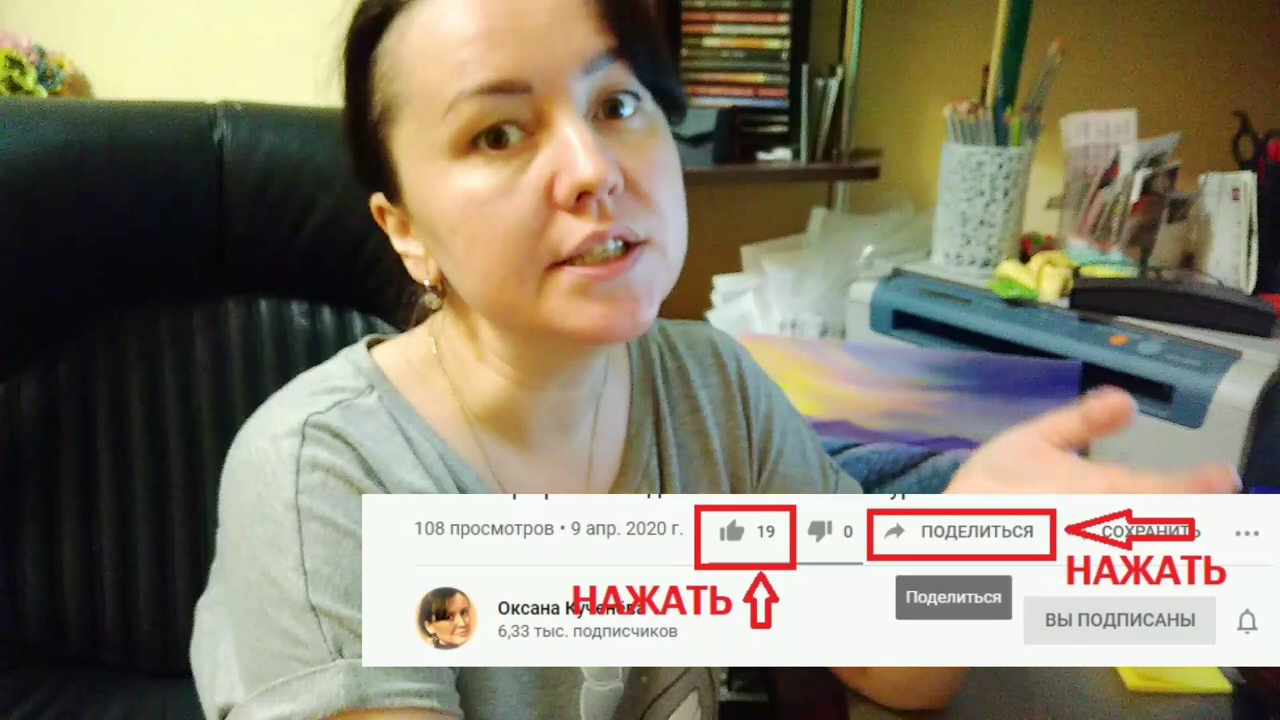 108 просмотров • 9 апр. 2020 г.
19
0
ПОДЕЛИТЬСЯ
СОХРАНИТЬ
НАЖАТЬ
НАЖАТЬ
Поделиться
Оксана
6,33 тыс. подписчиков
ВЫ ПОДПИСАНЫ